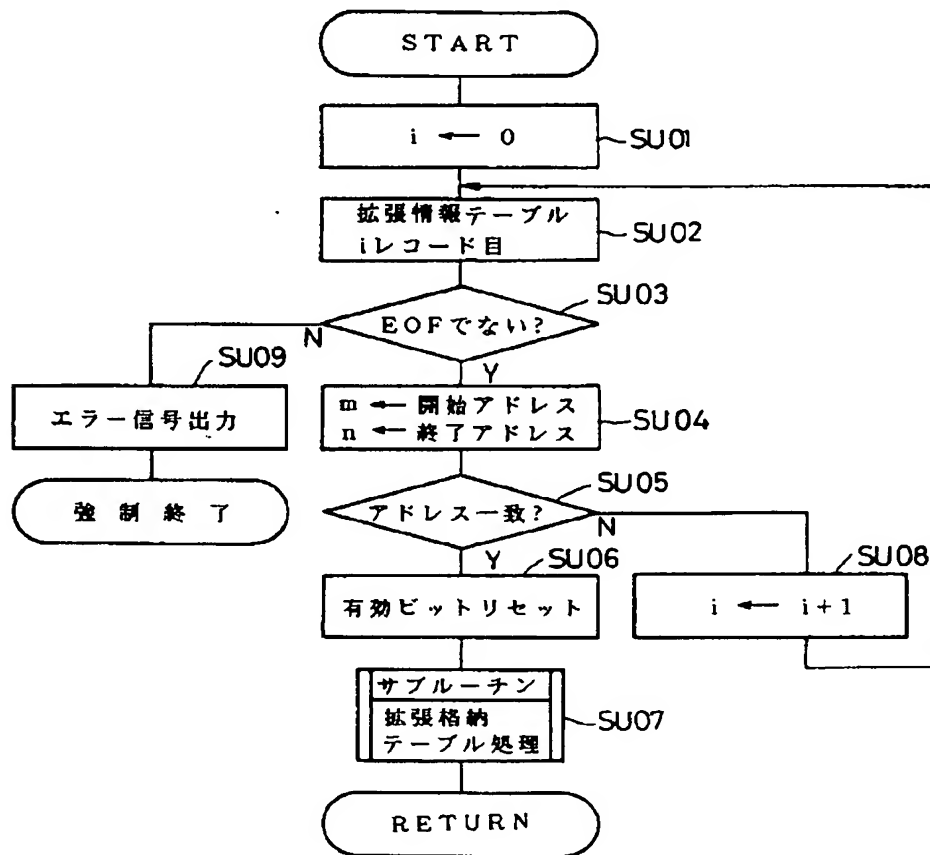 START
i ← 0
SU01
拡張情報テーブル
iレコード目
SU02
EOFでない?
SU03
N
Y
SU09
エラー信号出力
強制終了
m ← 開始アドレス
n ← 終了アドレス
SU04
アドレス一致?
SU05
N
Y
SU06
有効ビットリセット
SU08
i ← i+1
サブルーチン
拡張格納
テーブル処理
SU07
RETURN